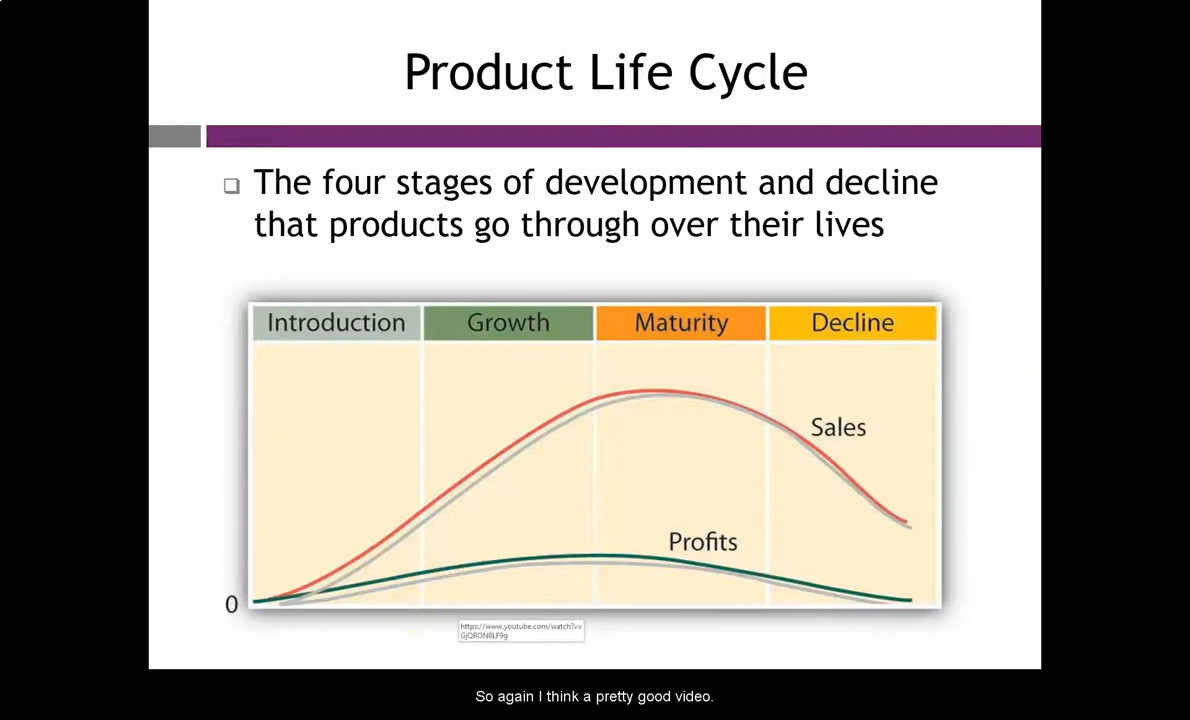 Product Life Cycle
The four stages of development and decline
that products go through over their lives
Introduction
Growth
Maturity
Decline
Sales
Profits
0
https://www.youtube.com/watch?v=
GjQRON8LF9g
So again I think a pretty good video.